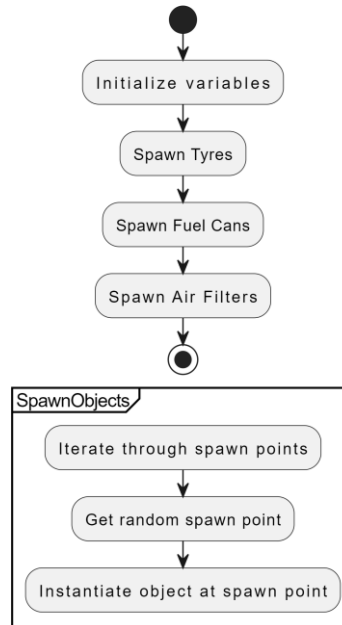 Initialize variables
Spawn Tyres
Spawn Fuel Cans
Spawn Air Filters
SpawnObjects
Iterate through spawn points
Get random spawn point
Instantiate object at spawn point